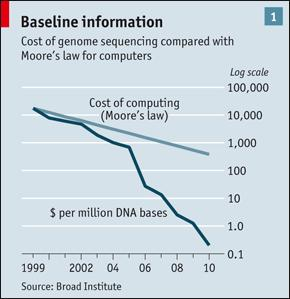 Baseline information
1
Cost of genome sequencing compared with
Moore's law for computers
Log scale
100,000
10,000
1,000
100
10
1.0
0.1
Cost of computing
(Moore's law)
$ per million DNA bases
1999 2002 04 06 08 10
Source: Broad Institute